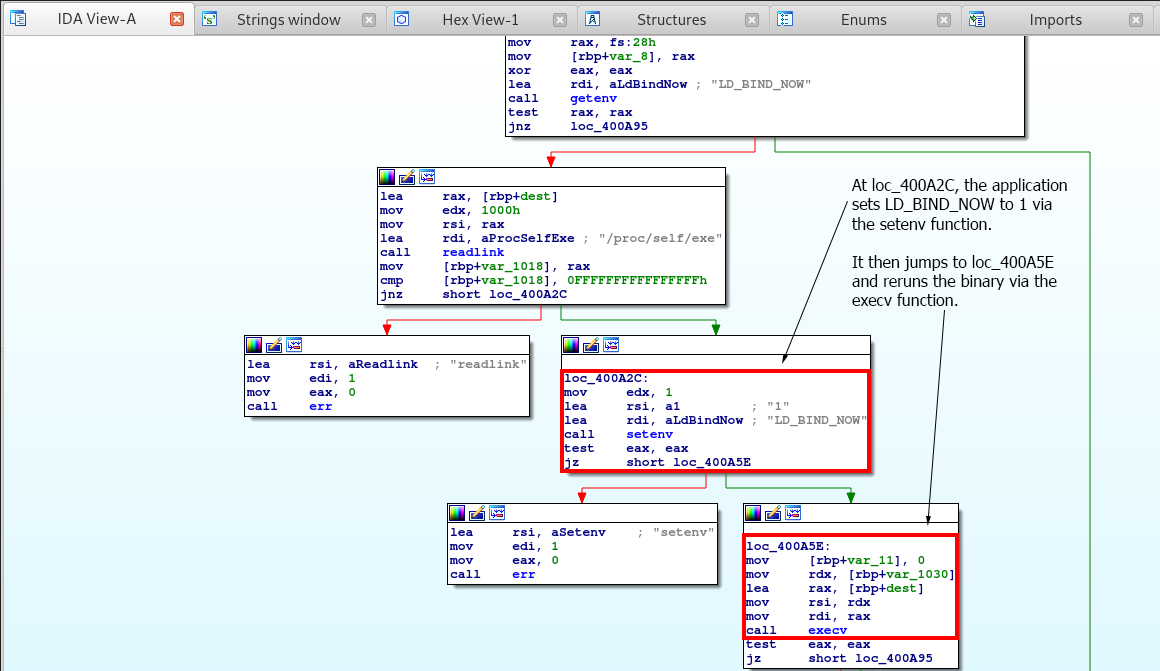 IDA View-A
Strings window
Hex View-1
Structures
Enums
Imports
mov rax, fs:28h
mov [rbp+var_8], rax
xor eax, eax
lea rdi, aLdBindNow ; "LD_BIND_NOW"
call getenv
test rax, rax
jnz loc_400A95
lea rax, [rbp+dest]
mov edx, 1000h
mov rsi, rax
lea rdi, aProcSelfExe ; "/proc/self/exe"
call readlink
mov [rbp+var_1018], rax
cmp [rbp+var_1018], 0FFFFFFFFFFFFFFFFh
jnz short loc_400A2C
At loc_400A2C, the application
sets LD_BIND_NOW to 1 via
the setenv function.
It then jumps to loc_400A5E
and reruns the binary via the
execv function.
lea rsi, aReadlink ; "readlink"
mov edi, 1
mov eax, 0
call err
loc_400A2C:
mov edx, 1
lea rsi, a1 ; "1"
lea rdi, aLdBindNow ; "LD_BIND_NOW"
call setenv
test eax, eax
jz short loc_400A5E
lea rsi, aSetenv ; "setenv"
mov edi, 1
mov eax, 0
call err
loc_400A5E:
mov [rbp+var_11], 0
mov rdx, [rbp+var_1030]
lea rax, [rbp+dest]
mov rsi, rdx
mov rdi, rax
call execv
test eax, eax
jz short loc_400A95